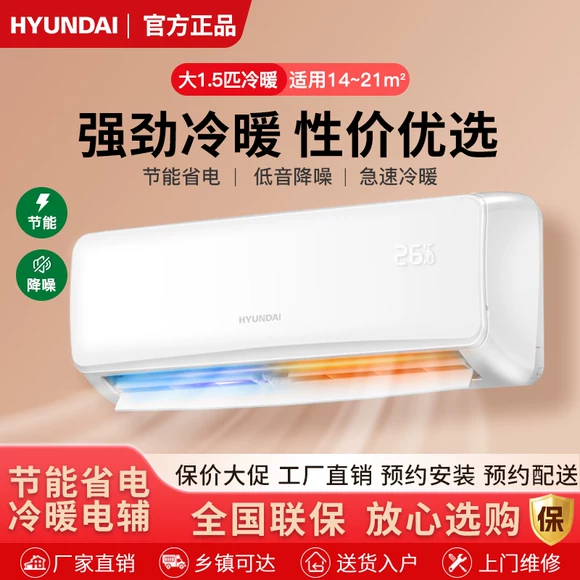 HYUNDAI 官方正品
大1.5匹冷暖 适用14~21m²
强劲冷暖 性价优选
节能省电 | 低音降噪 | 急速冷暖
节能
降噪
26℃
HYUNDAI
节能省电
冷暖电辅
保价大促 工厂直销 预约安装 预约配送
全国联保 放心选购 保
厂家直销 乡镇可达 送货入户 上门维修